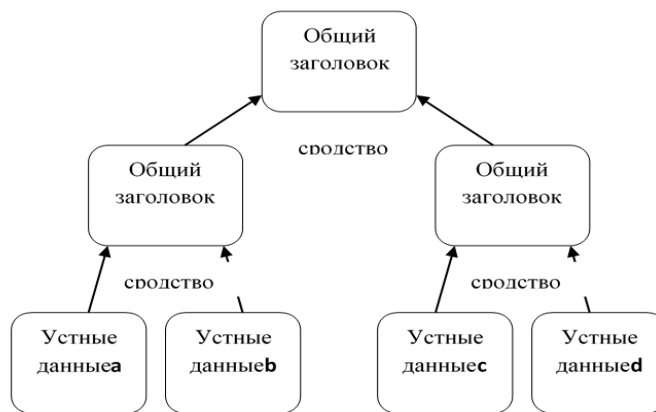 Общий
заголовок
сродство
Общий
заголовок
Общий
заголовок
сродство
сродство
Устные
данныеa
Устные
данныеb
Устные
данныеc
Устные
данныеd